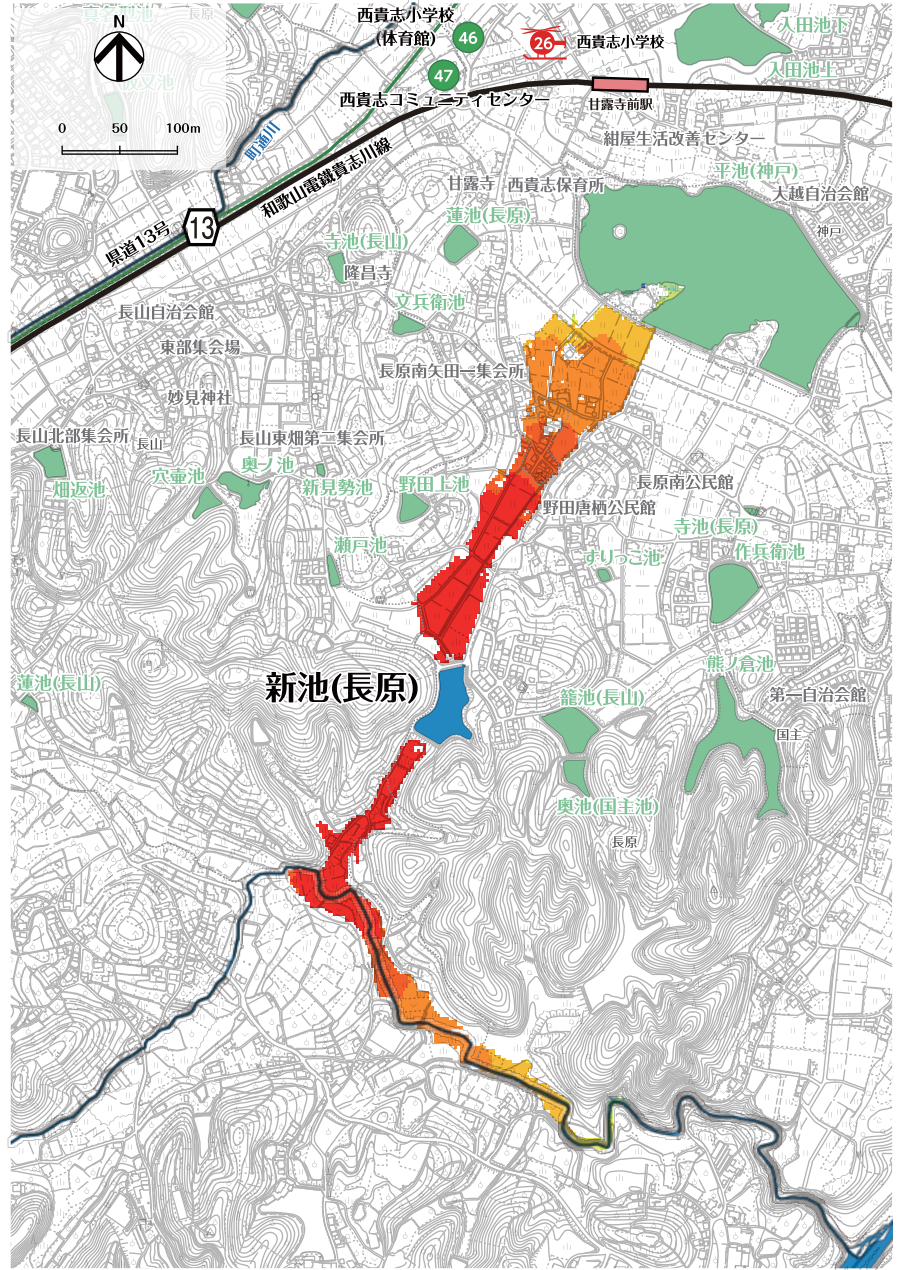 N
0 50 100m
長原
西貴志小学校
(体育館)
46
47
26
西貴志小学校
西貴志コミュニティセンター
入田池下
入田池上
甘露寺前駅
町通川
紺屋生活改善センター
和歌山電鐵貴志川線
県道13号
13
平池(神戸)
大越自治会館
神戸
甘露寺
西貴志保育所
蓮池(長原)
寺池(長山)
隆昌寺
文兵衛池
長山自治会館
東部集会場
長原南矢田一集会所
妙見神社
長山北部集会所
長山
長山東畑第二集会所
畑返池
穴壷池
奥ノ池
新見勢池
野田上池
長原南公民館
野田唐栖公民館
寺池(長原)
瀬戸池
すりっこ池
作兵衛池
蓮池(長山)
新池(長原)
籠池(長山)
熊ノ倉池
第一自治会館
国主
奥池(国主池)
長原